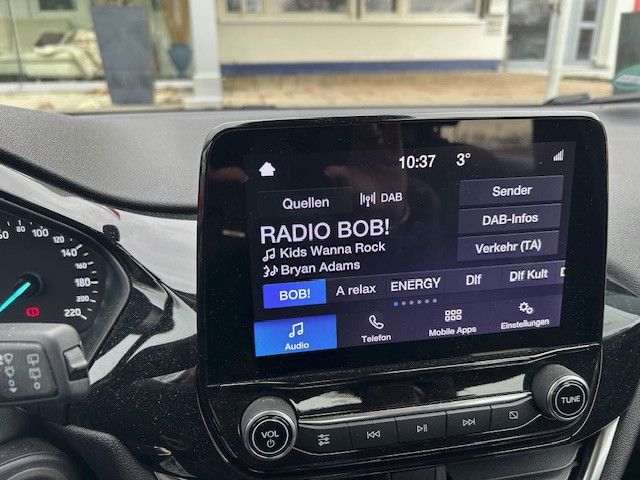 10:37 3°
Quellen DAB Sender
RADIO BOB! DAB-Infos
Kids Wanna Rock Verkehr (TA)
Bryan Adams
BOB! A relax ENERGY Dlf Dlf Kult D
Audio Telefon Mobile Apps Einstellungen
VOL TUNE
60 80 100 120 140 160 180 200 220